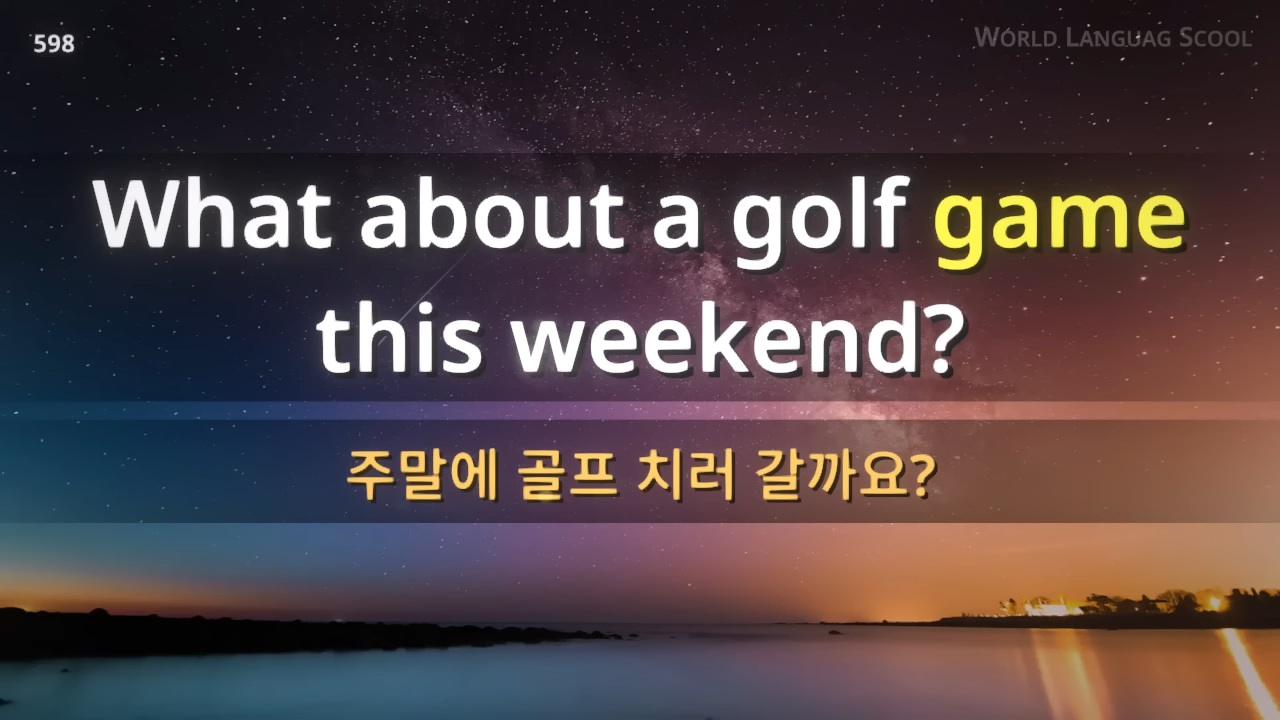 598
WORLD LANGUAG SCOOL
What about a golf game
this weekend?
주말에 골프 치러 갈까요?